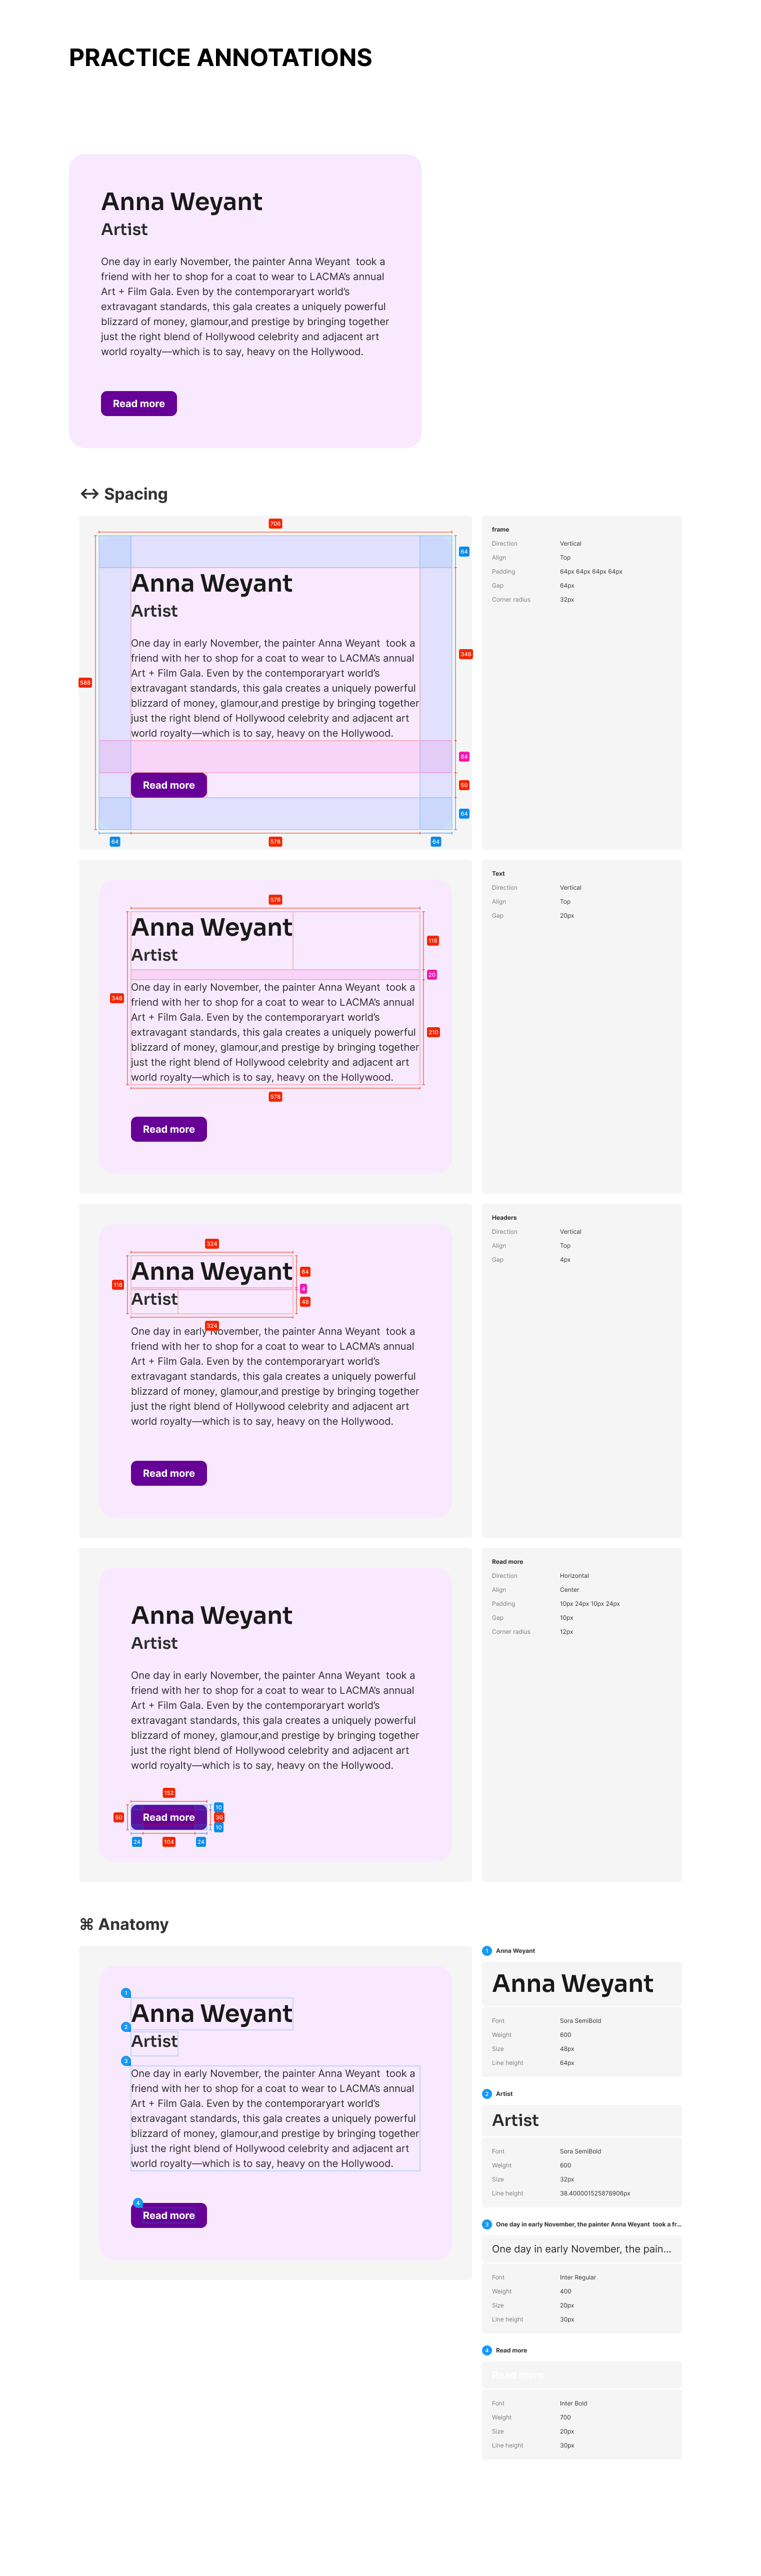 PRACTICE ANNOTATIONS
Anna Weyant
Artist
One day in early November, the painter Anna Weyant  took a
friend with her to shop for a coat to wear to LACMA's annual
Art + Film Gala. Even by the contemporaryart world's
extravagant standards, this gala creates a uniquely powerful
blizzard of money, glamour,and prestige by bringing together
just the right blend of Hollywood celebrity and adjacent art
world royalty—which is to say, heavy on the Hollywood.
Read more
↔ Spacing
706
64
Anna Weyant
Artist
One day in early November, the painter Anna Weyant  took a
friend with her to shop for a coat to wear to LACMA's annual
Art + Film Gala. Even by the contemporaryart world's
extravagant standards, this gala creates a uniquely powerful
blizzard of money, glamour,and prestige by bringing together
just the right blend of Hollywood celebrity and adjacent art
world royalty—which is to say, heavy on the Hollywood.
346
588
64
Read more
50
64
64
578
64
frame
Direction Vertical
Align Top
Padding 64px 64px 64px 64px
Gap 64px
Corner radius 32px
578
Anna Weyant
116
Artist
20
One day in early November, the painter Anna Weyant  took a
346
friend with her to shop for a coat to wear to LACMA's annual
Art + Film Gala. Even by the contemporaryart world's
extravagant standards, this gala creates a uniquely powerful
210
blizzard of money, glamour,and prestige by bringing together
just the right blend of Hollywood celebrity and adjacent art
world royalty—which is to say, heavy on the Hollywood.
578
Read more
Text
Direction Vertical
Align Top
Gap 20px
324
Anna Weyant
64
116
4
Artist
48
324
One day in early November, the painter Anna Weyant  took a
friend with her to shop for a coat to wear to LACMA's annual
Art + Film Gala. Even by the contemporaryart world's
extravagant standards, this gala creates a uniquely powerful
blizzard of money, glamour,and prestige by bringing together
just the right blend of Hollywood celebrity and adjacent art
world royalty—which is to say, heavy on the Hollywood.
Read more
Headers
Direction Vertical
Align Top
Gap 4px
Anna Weyant
Artist
One day in early November, the painter Anna Weyant  took a
friend with her to shop for a coat to wear to LACMA's annual
Art + Film Gala. Even by the contemporaryart world's
extravagant standards, this gala creates a uniquely powerful
blizzard of money, glamour,and prestige by bringing together
just the right blend of Hollywood celebrity and adjacent art
world royalty—which is to say, heavy on the Hollywood.
152
10
50
Read more
30
10
24
104
24
Read more
Direction Horizontal
Align Center
Padding 10px 24px 10px 24px
Gap 10px
Corner radius 12px
⌘ Anatomy
1
Anna Weyant
2
Artist
3
One day in early November, the painter Anna Weyant  took a
friend with her to shop for a coat to wear to LACMA's annual
Art + Film Gala. Even by the contemporaryart world's
extravagant standards, this gala creates a uniquely powerful
blizzard of money, glamour,and prestige by bringing together
just the right blend of Hollywood celebrity and adjacent art
world royalty—which is to say, heavy on the Hollywood.
4
Read more
1 Anna Weyant
Anna Weyant
Font Sora SemiBold
Weight 600
Size 48px
Line height 64px
2 Artist
Artist
Font Sora SemiBold
Weight 600
Size 32px
Line height 38.400001525878906px
3 One day in early November, the painter Anna Weyant  took a fr...
One day in early November, the pain...
Font Inter Regular
Weight 400
Size 20px
Line height 30px
4 Read more
Read more
Font Inter Bold
Weight 700
Size 20px
Line height 30px